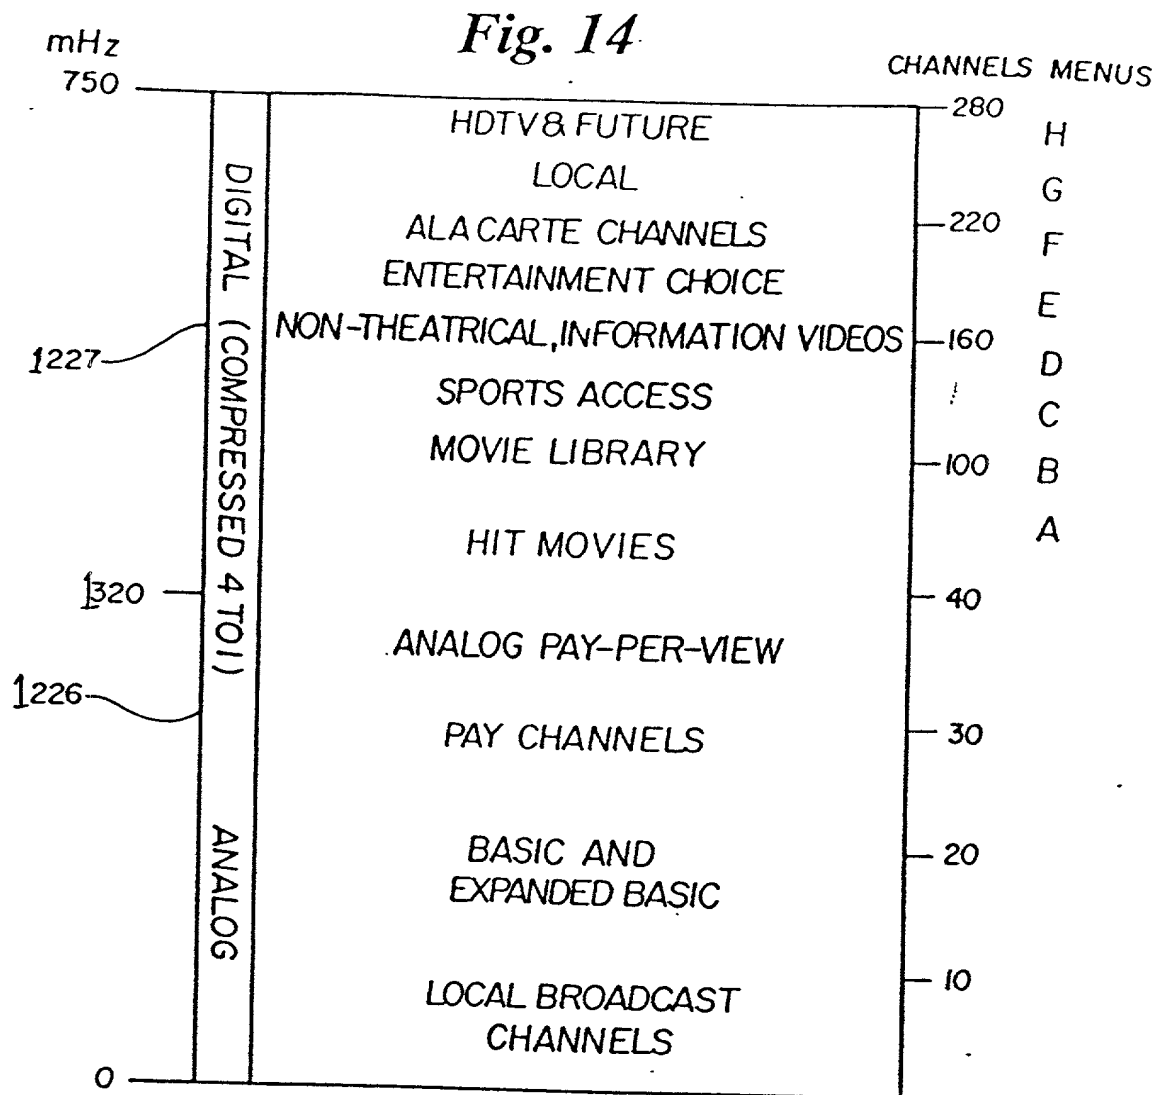 Fig. 14
mHz
CHANNELS MENUS
750
280
HDTV & FUTURE
H
LOCAL
G
220
ALA CARTE CHANNELS
F
ENTERTAINMENT CHOICE
E
NON-THEATRICAL, INFORMATION VIDEOS
160
1227
D
SPORTS ACCESS
C
MOVIE LIBRARY
100
B
A
HIT MOVIES
DIGITAL (COMPRESSED 4 TO 1)
1320
40
ANALOG PAY-PER-VIEW
1226
PAY CHANNELS
30
ANALOG
BASIC AND
20
EXPANDED BASIC
10
LOCAL BROADCAST
CHANNELS
0